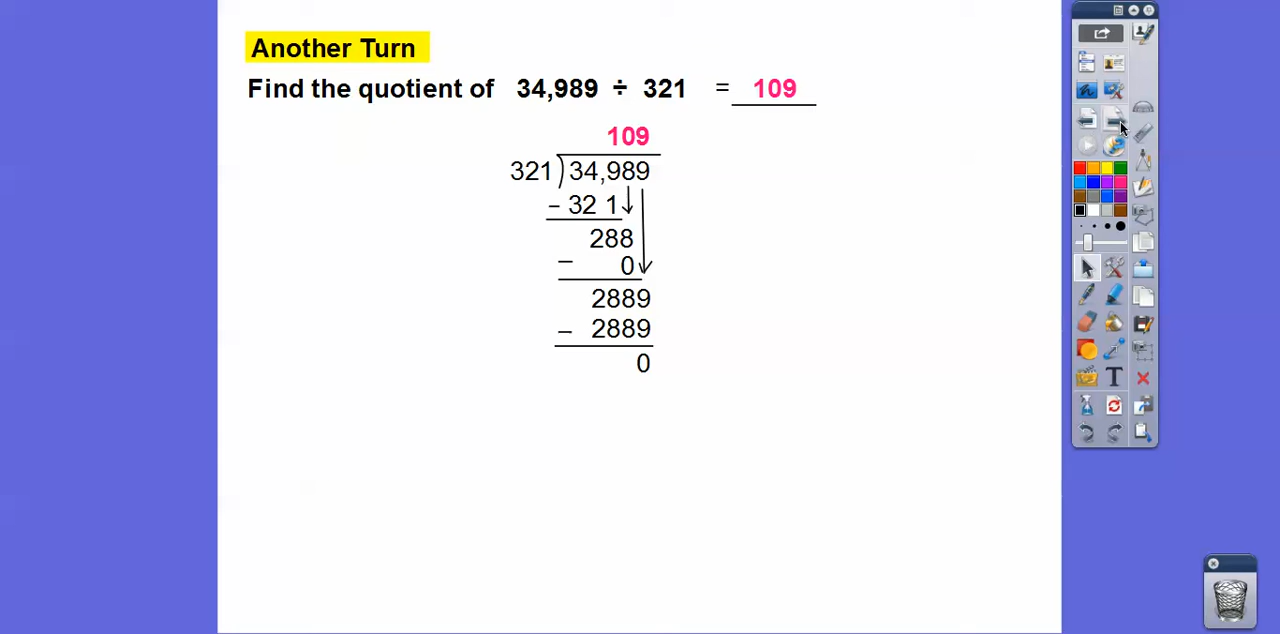 Another Turn
Find the quotient of 34,989 ÷ 321 = 109
109
321)34,989
− 32 1
288
− 0
2889
− 2889
0
T